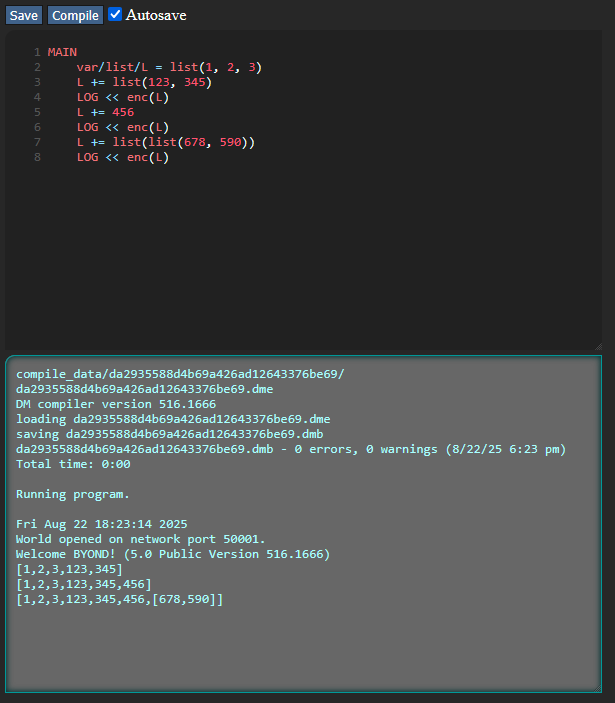 Save Compile Autosave
1 MAIN
2     var/list/L = list(1, 2, 3)
3     L += list(123, 345)
4     LOG << enc(L)
5     L += 456
6     LOG << enc(L)
7     L += list(list(678, 590))
8     LOG << enc(L)
compile_data/da2935588d4b69a426ad12643376be69/
da2935588d4b69a426ad12643376be69.dme
DM compiler version 516.1666
loading da2935588d4b69a426ad12643376be69.dme
saving da2935588d4b69a426ad12643376be69.dmb
da2935588d4b69a426ad12643376be69.dmb - 0 errors, 0 warnings (8/22/25 6:23 pm)
Total time: 0:00
Running program.
Fri Aug 22 18:23:14 2025
World opened on network port 50001.
Welcome BYOND! (5.0 Public Version 516.1666)
[1,2,3,123,345]
[1,2,3,123,345,456]
[1,2,3,123,345,456,[678,590]]